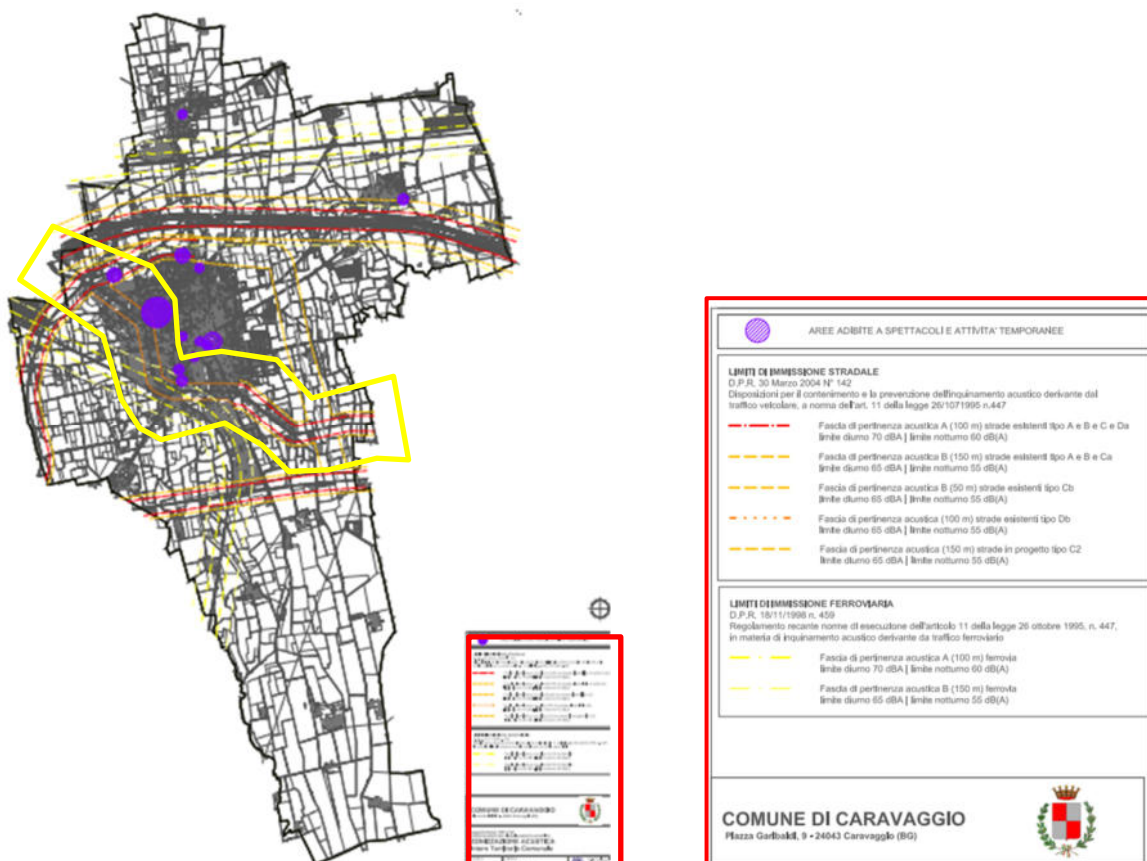 AREE ADIBITE A SPETTACOLI E ATTIVITA' TEMPORANEE
LIMITI DI IMMISSIONE STRADALE
D.P.R. 30 Marzo 2004 N° 142
Disposizioni per il contenimento e la prevenzione dell'inquinamento acustico derivante dal
traffico veicolare, a norma dell'art. 11 della legge 26/1071995 n.447
Fascia di pertinenza acustica A (100 m) strade esistenti tipo A e B e C e Da
limite diurno 70 dBA | limite notturno 60 dB(A)
Fascia di pertinenza acustica B (150 m) strade esistenti tipo A e B e Ca
limite diurno 65 dBA | limite notturno 55 dB(A)
Fascia di pertinenza acustica B (50 m) strade esistenti tipo Cb
limite diurno 65 dBA | limite notturno 55 dB(A)
Fascia di pertinenza acustica (100 m) strade esistenti tipo Db
limite diurno 65 dBA | limite notturno 55 dB(A)
Fascia di pertinenza acustica (150 m) strade in progetto tipo C2
limite diurno 65 dBA | limite notturno 55 dB(A)
LIMITI DI IMMISSIONE FERROVIARIA
D.P.R. 18/11/1998 n. 459
Regolamento recante norme di esecuzione dell'articolo 11 della legge 26 ottobre 1995, n. 447,
in materia di inquinamento acustico derivante da traffico ferroviario
Fascia di pertinenza acustica A (100 m) ferrovia
limite diurno 70 dBA | limite notturno 60 dB(A)
Fascia di pertinenza acustica B (150 m) ferrovia
limite diurno 65 dBA | limite notturno 55 dB(A)
COMUNE DI CARAVAGGIO
Piazza Garibaldi, 9 - 24043 Caravaggio (BG)
COMUNE DI CARAVAGGIO
ZONIZZAZIONE ACUSTICA
Intero Territorio Comunale